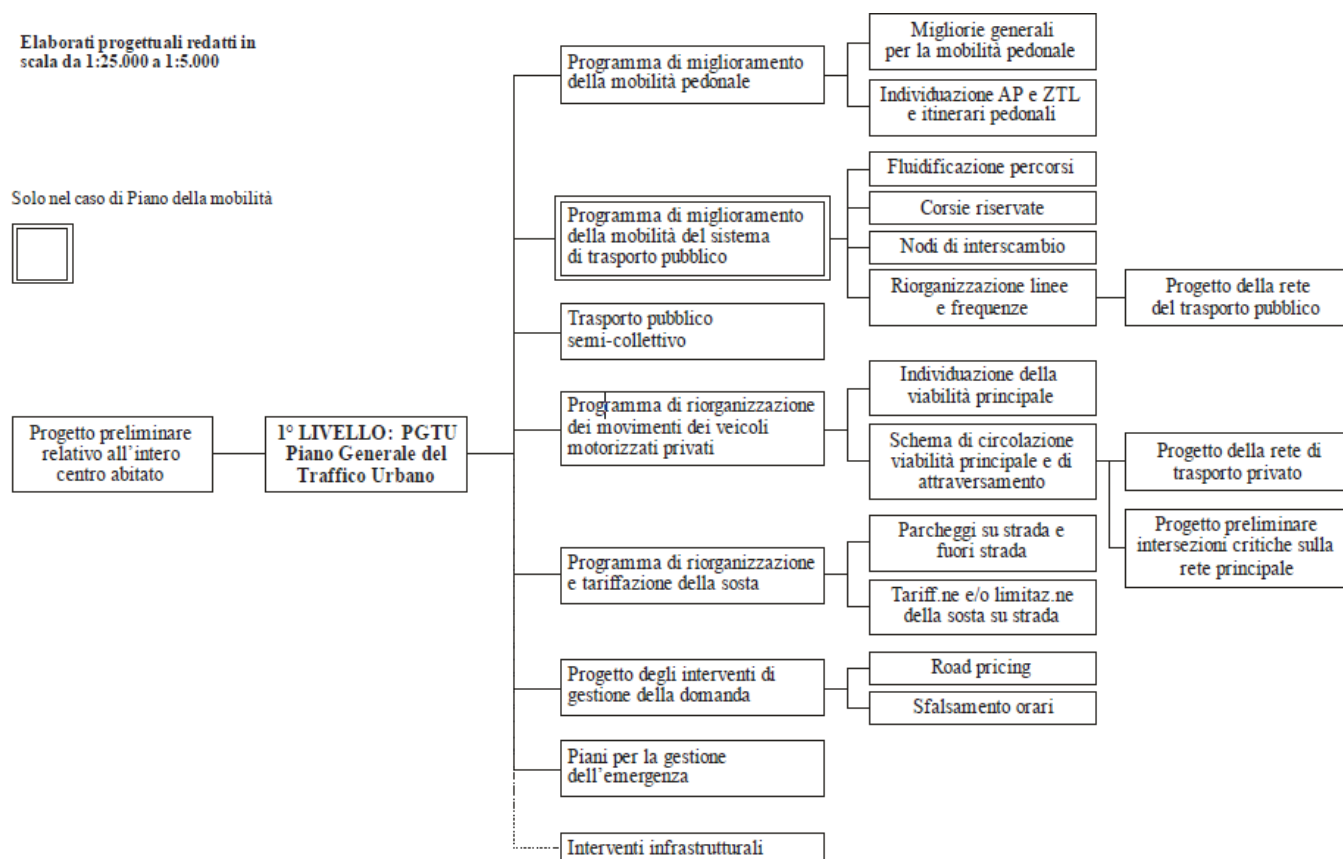 Elaborati progettuali redatti in
scala da 1:25.000 a 1:5.000
Solo nel caso di Piano della mobilità
Progetto preliminare
relativo all'intero
centro abitato
1° LIVELLO: PGTU
Piano Generale del
Traffico Urbano
Programma di miglioramento
della mobilità pedonale
Migliorie generali
per la mobilità pedonale
Individuazione AP e ZTL
e itinerari pedonali
Programma di miglioramento
della mobilità del sistema
di trasporto pubblico
Fluidificazione percorsi
Corsie riservate
Nodi di interscambio
Riorganizzazione linee
e frequenze
Progetto della rete
del trasporto pubblico
Trasporto pubblico
semi-collettivo
Programma di riorganizzazione
dei movimenti dei veicoli
motorizzati privati
Individuazione della
viabilità principale
Schema di circolazione
viabilità principale e di
attraversamento
Progetto della rete di
trasporto privato
Progetto preliminare
intersezioni critiche sulla
rete principale
Programma di riorganizzazione
e tariffazione della sosta
Parcheggi su strada e
fuori strada
Tariff.ne e/o limitaz.ne
della sosta su strada
Progetto degli interventi di
gestione della domanda
Road pricing
Sfalsamento orari
Piani per la gestione
dell'emergenza
Interventi infrastrutturali